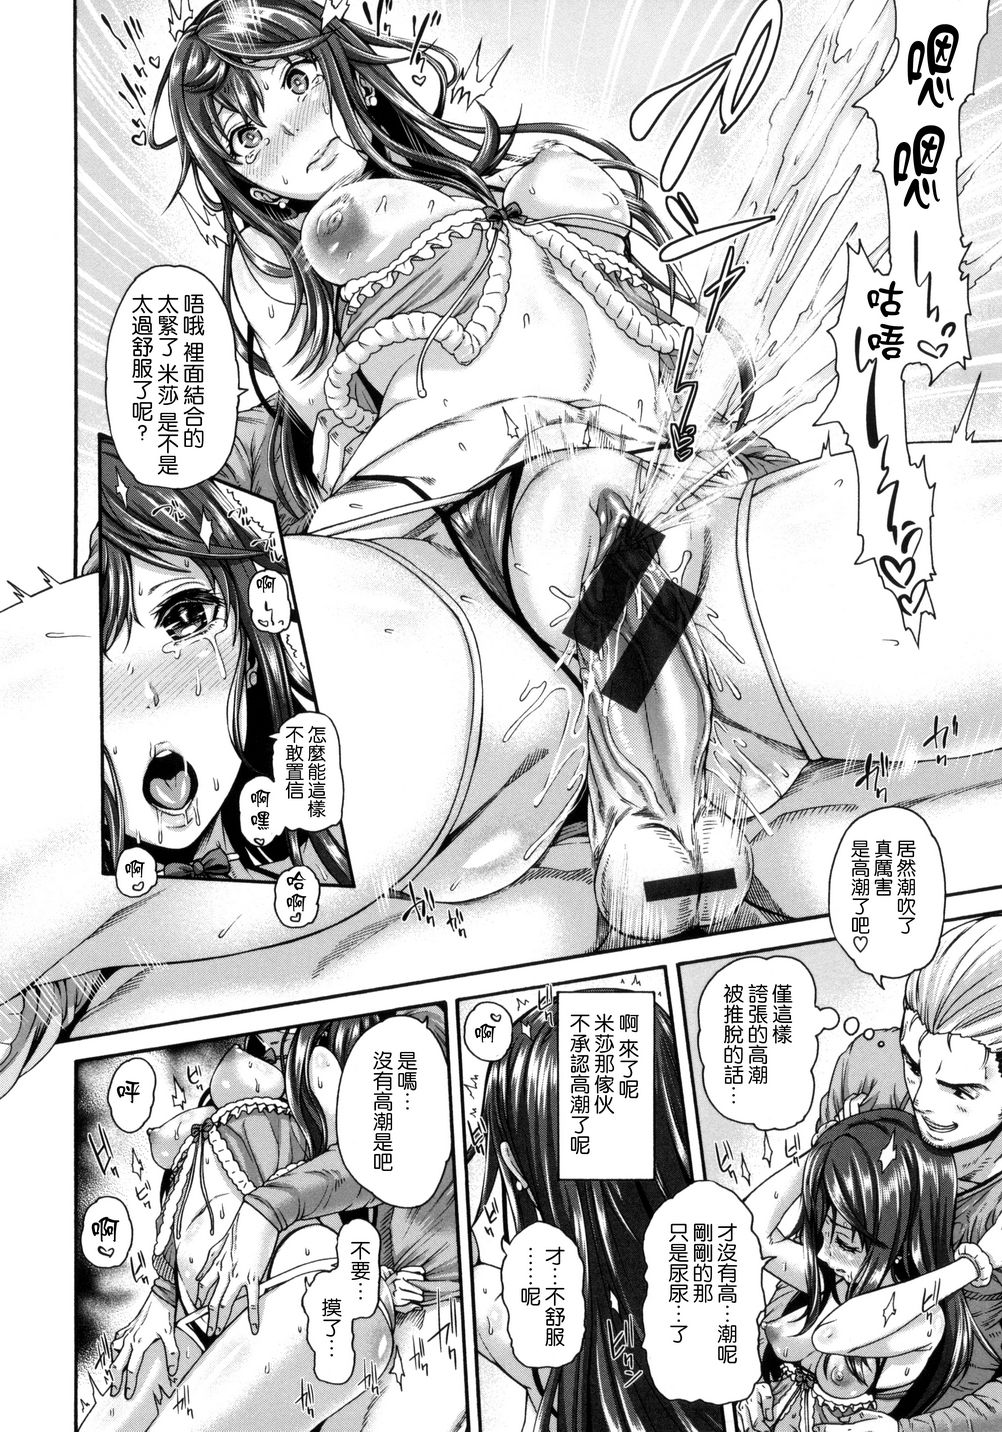 嗯
嗯
咕
唔
唔哦 裡面結合的
太緊了 米莎 是不是
太過舒服了呢？
啊
怎麼能這樣
不敢置信
啊
嘿
啊
哈
啊
居然潮吹了
真厲害
是高潮了吧♡
僅這樣
誇張的高潮
被推脫的話…
才沒有高…潮呢
剛剛的那
只是尿尿…了
啊 來了呢
米莎那傢伙
不承認高潮了呢
才…不舒服
……呢
啊
是嗎…
沒有高潮是吧
不要…
摸了…
呼
啊